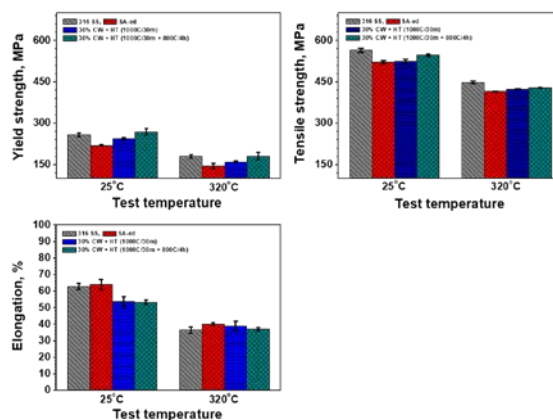 316 SS, SA-ed
30% CW + HT (1000C/30m)
30% CW + HT (1000C/30m + 800C/4h)
Yield strength, MPa
600
450
300
150
25°C
320°C
Test temperature
316 SS, SA-ed
30% CW + HT (1000C/30m)
30% CW + HT (1000C/30m + 800C/4h)
Tensile strength, MPa
600
450
300
150
25°C
320°C
Test temperature
316 SS, SA-ed
30% CW + HT (1000C/30m)
30% CW + HT (1000C/30m + 800C/4h)
Elongation, %
100
90
80
70
60
50
40
30
20
10
0
25°C
320°C
Test temperature